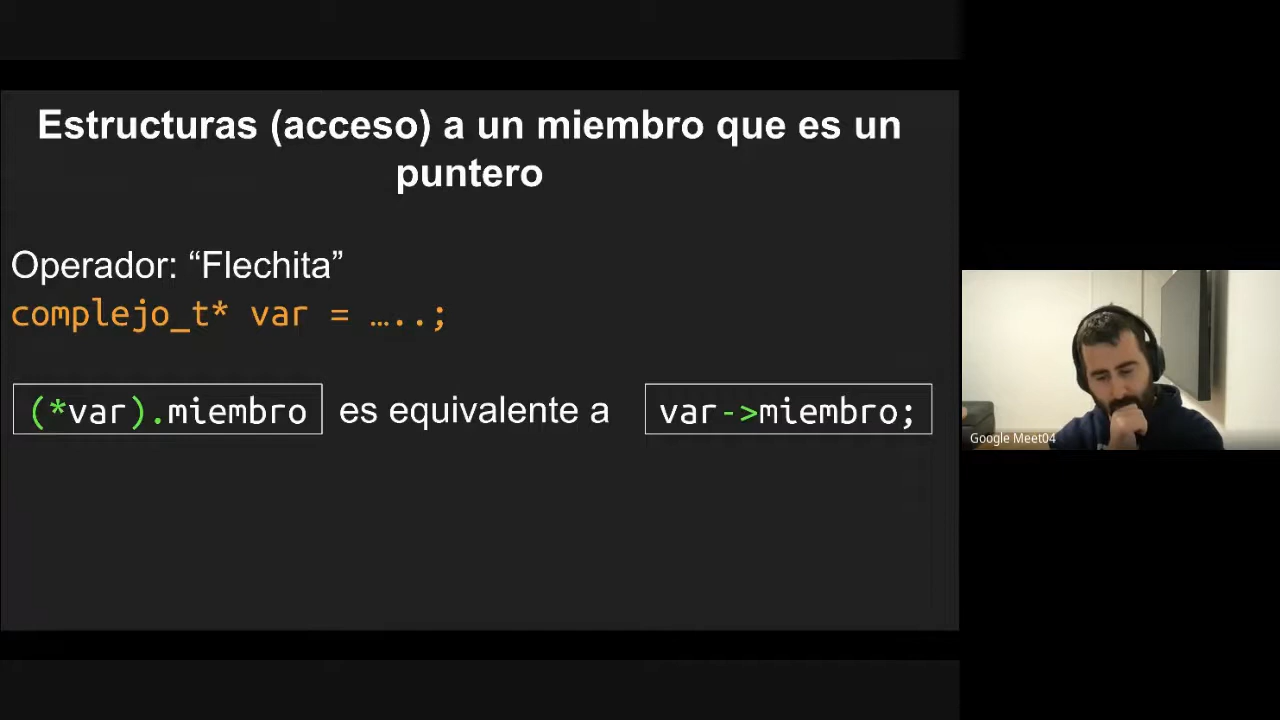 Estructuras (acceso) a un miembro que es un
puntero
Operador: “Flechita”
complejo_t* var = …..;
(*var).miembro es equivalente a var->miembro;
Google Meet04